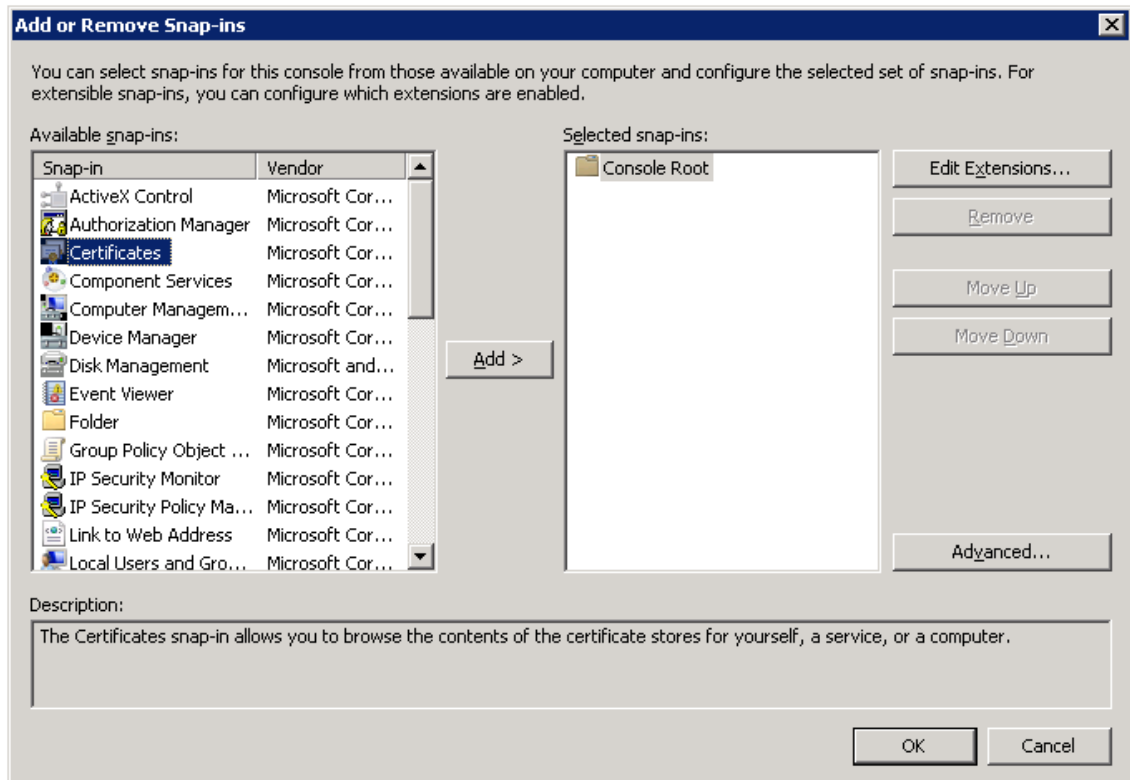 Add or Remove Snap-ins
You can select snap-ins for this console from those available on your computer and configure the selected set of snap-ins. For
extensible snap-ins, you can configure which extensions are enabled.
Available snap-ins:
Snap-in Vendor
ActiveX Control Microsoft Cor...
Authorization Manager Microsoft Cor...
Certificates Microsoft Cor...
Component Services Microsoft Cor...
Computer Managem... Microsoft Cor...
Device Manager Microsoft Cor...
Disk Management Microsoft and...
Event Viewer Microsoft Cor...
Folder Microsoft Cor...
Group Policy Object ... Microsoft Cor...
IP Security Monitor Microsoft Cor...
IP Security Policy Ma... Microsoft Cor...
Link to Web Address Microsoft Cor...
Local Users and Gro... Microsoft Cor...
Add >
Selected snap-ins:
Console Root
Edit Extensions...
Remove
Move Up
Move Down
Advanced...
Description:
The Certificates snap-in allows you to browse the contents of the certificate stores for yourself, a service, or a computer.
OK Cancel